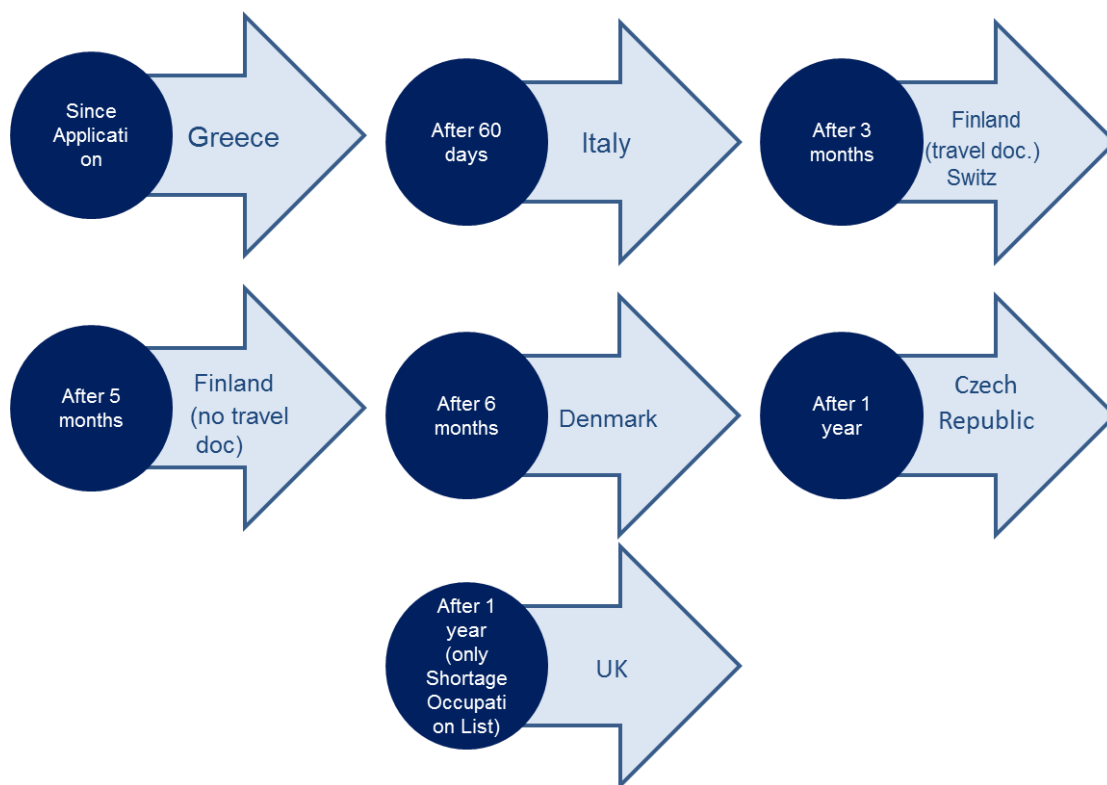 Since
Applicati
on
Greece
After 60
days
Italy
After 3
months
Finland
(travel doc.)
Switz
After 5
months
Finland
(no travel
doc)
After 6
months
Denmark
After 1
year
Czech
Republic
After 1
year
(only
Shortage
Occupati
on List)
UK